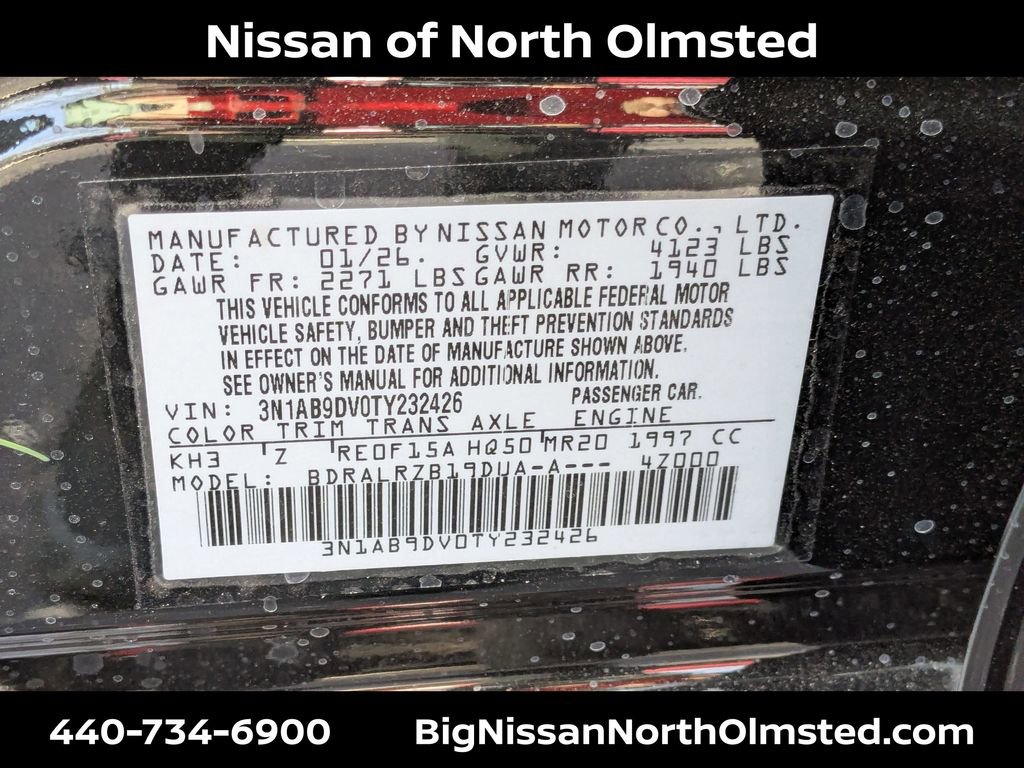 Nissan of North Olmsted
MANUFACTURED BY NISSAN MOTOR CO., LTD.
DATE: 01/26. GVWR: 4123 LBS
GAWR FR: 2271 LBS GAWR RR: 1940 LBS
THIS VEHICLE CONFORMS TO ALL APPLICABLE FEDERAL MOTOR
VEHICLE SAFETY, BUMPER AND THEFT PREVENTION STANDARDS
IN EFFECT ON THE DATE OF MANUFACTURE SHOWN ABOVE.
SEE OWNER'S MANUAL FOR ADDITIONAL INFORMATION.
VIN: 3N1AB9DV0TY232426 PASSENGER CAR.
COLOR TRIM TRANS AXLE ENGINE
KH3 Z RE0F15A HQ50 MR20 1997 CC
MODEL: BDRALRZB19DUA-A--- 4Z000
3N1AB9DV0TY232426
440-734-6900 BigNissanNorthOlmsted.com